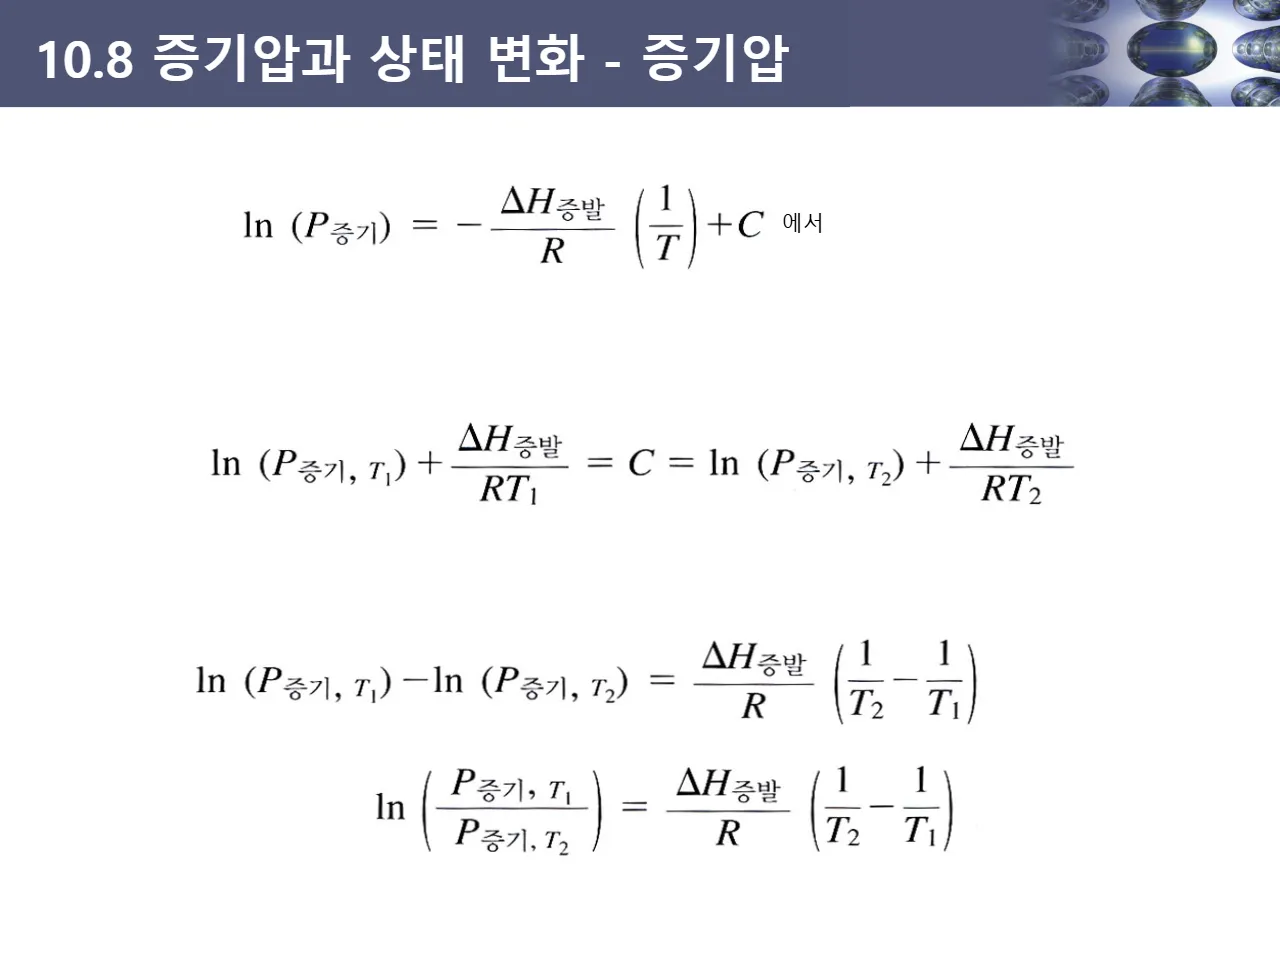 10.8 증기압과 상태 변화 - 증기압
ln (P증기) = - ΔH증발/R (1/T) + C 에서
ln (P증기, T₁) + ΔH증발/RT₁ = C = ln (P증기, T₂) + ΔH증발/RT₂
ln (P증기, T₁) - ln (P증기, T₂) = ΔH증발/R (1/T₂ - 1/T₁)
ln (P증기, T₁/P증기, T₂) = ΔH증발/R (1/T₂ - 1/T₁)